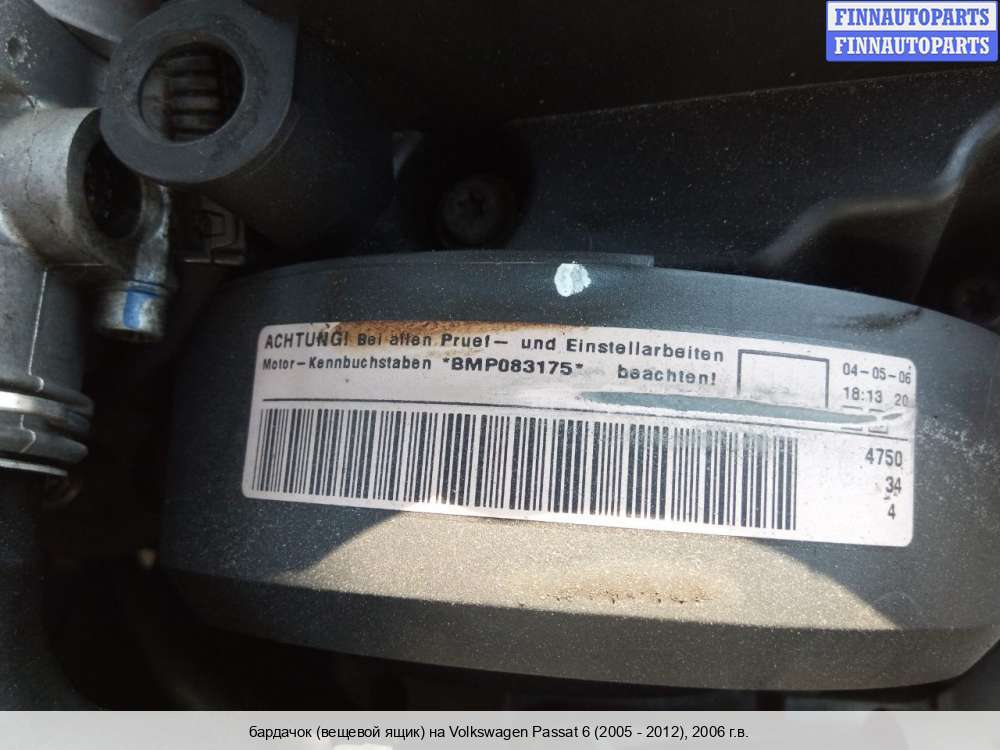 FINNAUTOPARTS
FINNAUTOPARTS
ACHTUNG! Bei allen Pruef- und Einstellarbeiten
Motor-Kennbuchstaben *BMP083175* beachten!
04-05-06
18:13 20
4750
34
4
бардачок (вещевой ящик) на Volkswagen Passat 6 (2005 - 2012), 2006 г.в.